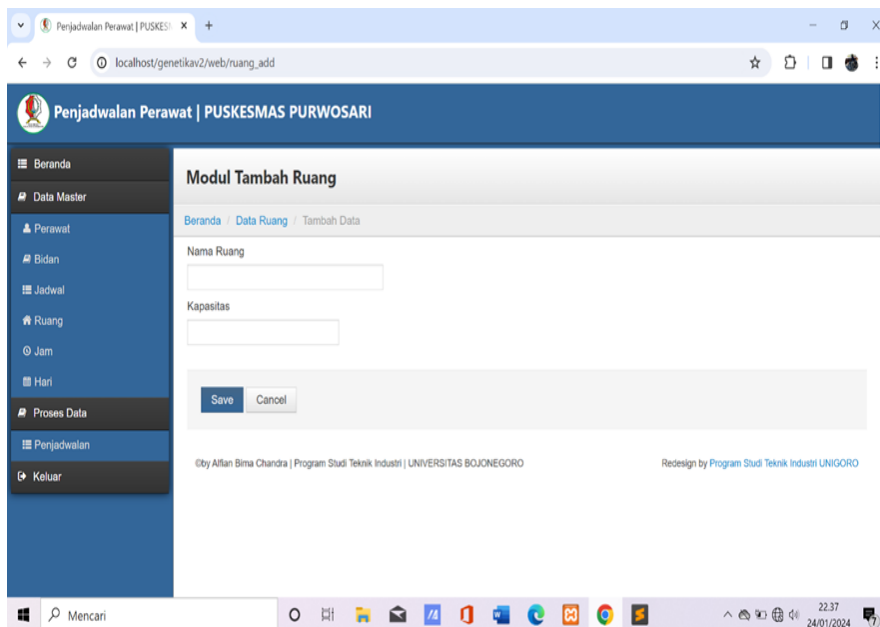 Penjadwalan Perawat | PUSKES
localhost/genetikav2/web/ruang_add
Penjadwalan Perawat | PUSKESMAS PURWOSARI
Beranda
Data Master
Perawat
Bidan
Jadwal
Ruang
Jam
Hari
Proses Data
Penjadwalan
Keluar
Modul Tambah Ruang
Beranda / Data Ruang / Tambah Data
Nama Ruang
Kapasitas
Save Cancel
©by Alfian Bima Chandra | Program Studi Teknik Industri | UNIVERSITAS BOJONEGORO
Redesign by Program Studi Teknik Industri UNIGORO
Mencari
22.37
24/01/2024
7